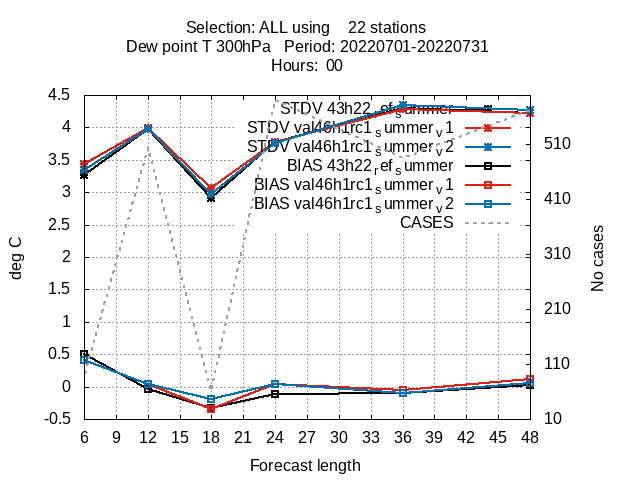 Selection: ALL using 22 stations
Dew point T 300hPa Period: 20220701-20220731
Hours: 00
STDV 43h22_ref_summer
STDV val46h1rc1_summer_v1
STDV val46h1rc1_summer_v2
BIAS 43h22_ref_summer
BIAS val46h1rc1_summer_v1
BIAS val46h1rc1_summer_v2
CASES
4.5
4
3.5
3
2.5
2
1.5
1
0.5
0
-0.5
deg C
510
410
310
210
110
10
No cases
6 9 12 15 18 21 24 27 30 33 36 39 42 45 48
Forecast length